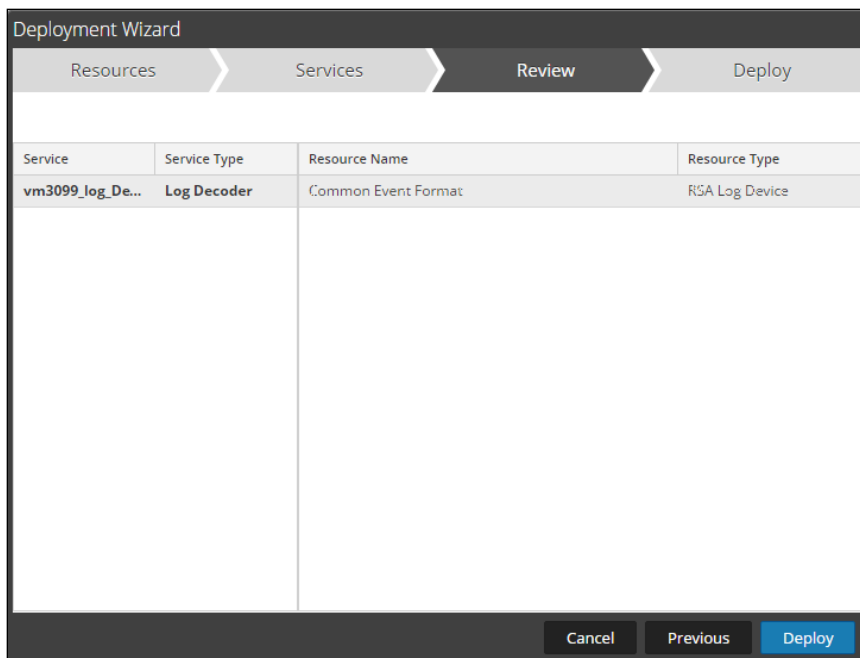 Deployment Wizard
Resources Services Review Deploy
Service Service Type Resource Name Resource Type
vm3099_log_De... Log Decoder Common Event Format RSA Log Device
Cancel Previous Deploy